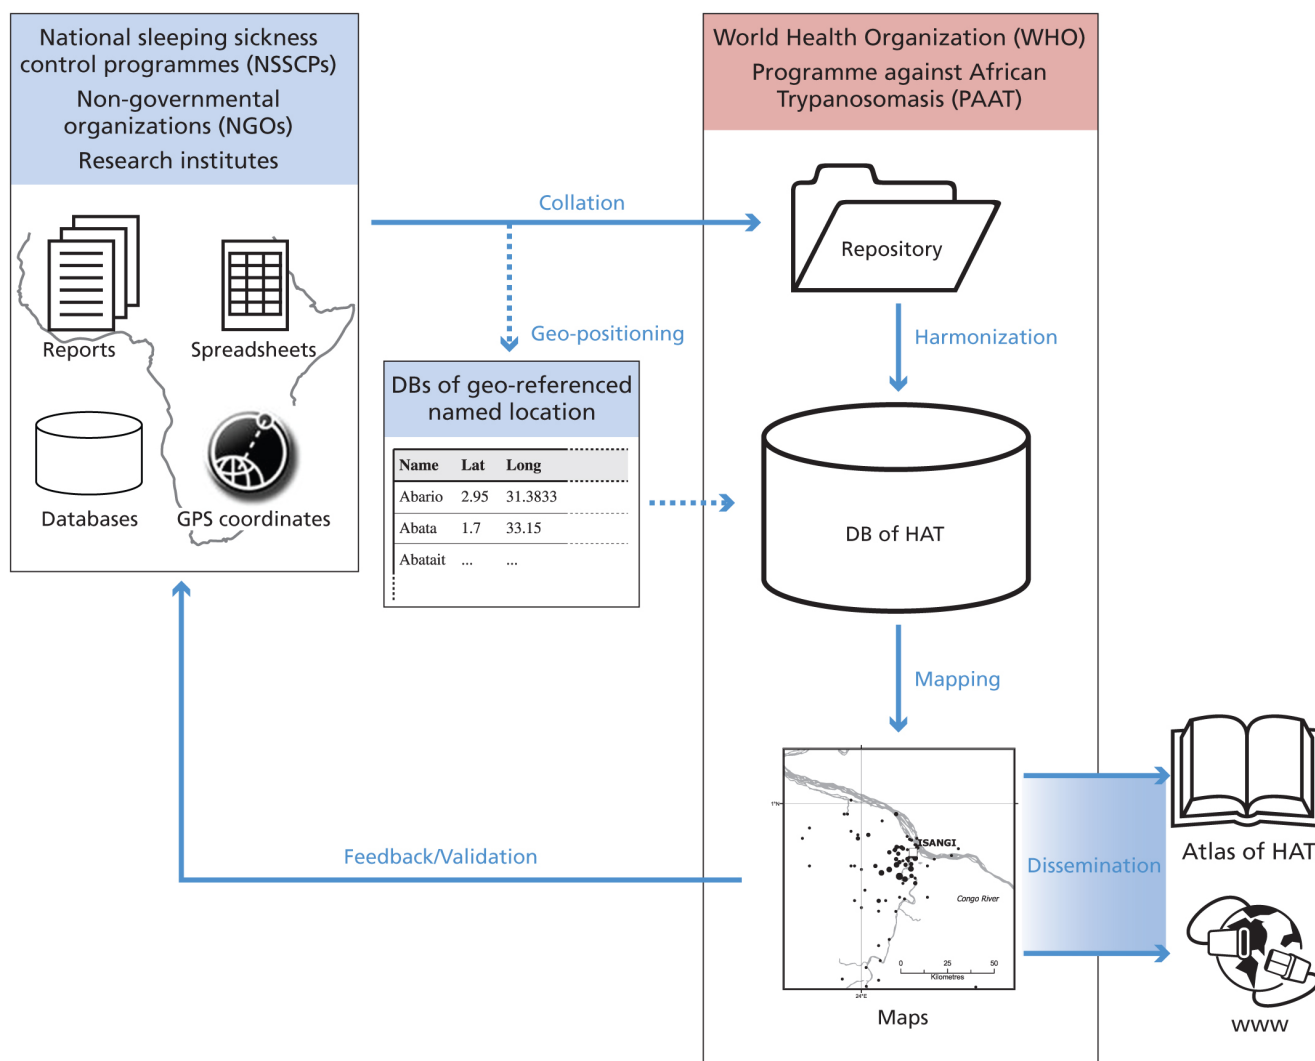 National sleeping sickness
control programmes (NSSCPs)
Non-governmental
organizations (NGOs)
Research institutes
Reports
Spreadsheets
Databases
GPS coordinates
Collation
Geo-positioning
DBs of geo-referenced
named location
Name Lat Long
Abario 2.95 31.3833
Abata 1.7 33.15
Abatait ... ...
World Health Organization (WHO)
Programme against African
Trypanosomasis (PAAT)
Repository
Harmonization
DB of HAT
Mapping
1°N
ISANGI
Congo River
0 25 50
Kilometres
24°E
Maps
Feedback/Validation
Dissemination
Atlas of HAT
www